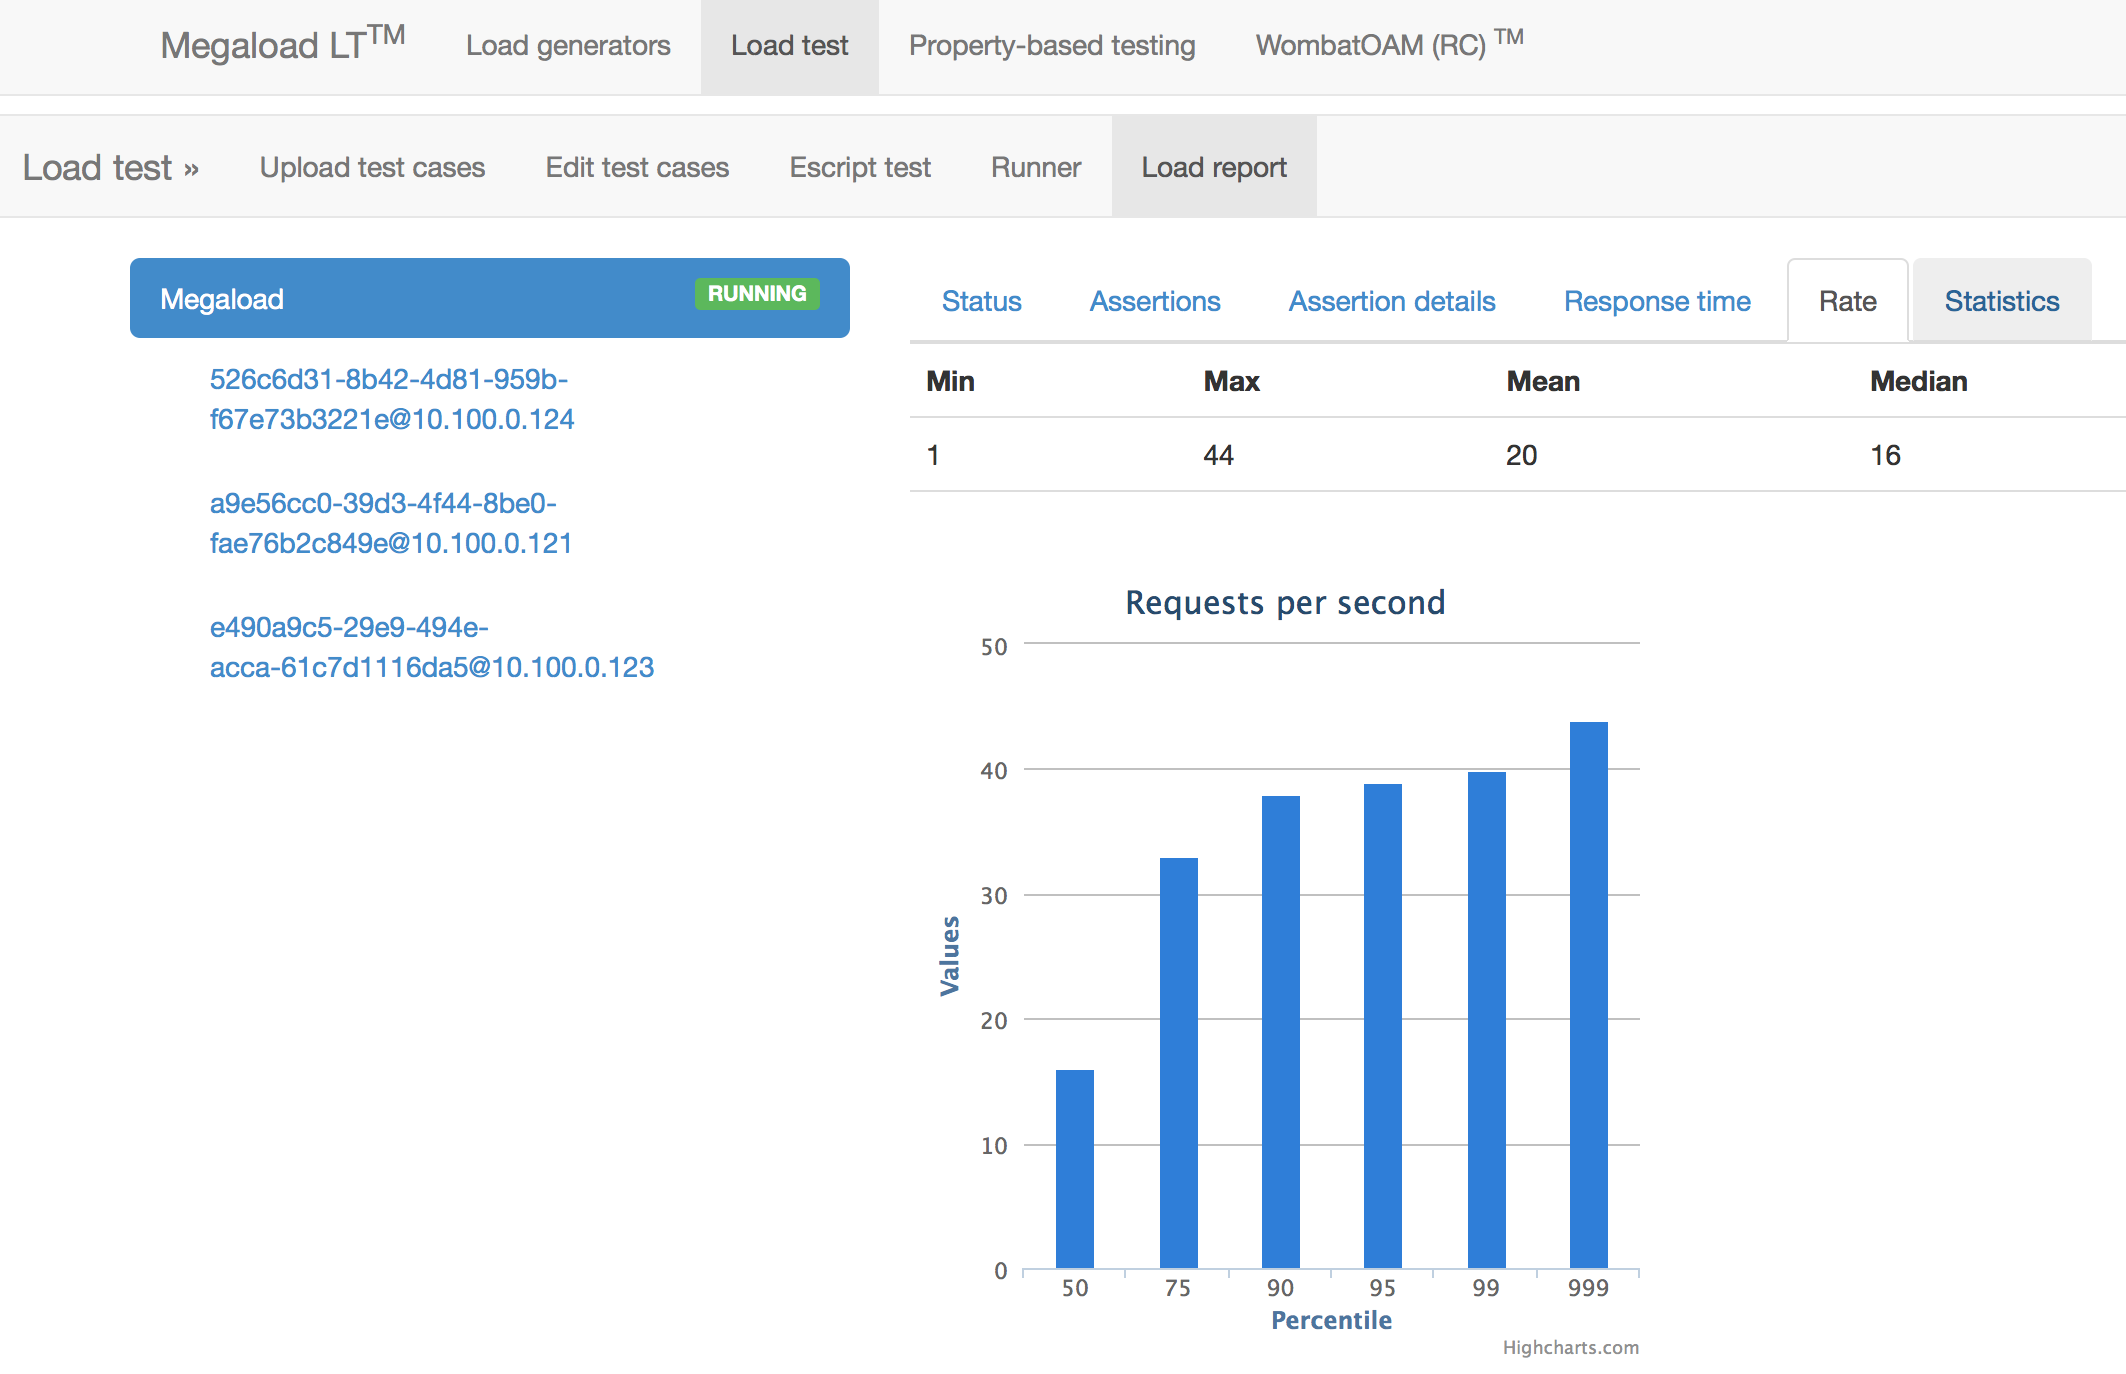 Megaload LT™ Load generators Load test Property-based testing WombatOAM (RC) ™
Load test » Upload test cases Edit test cases Escript test Runner Load report
Megaload RUNNING
526c6d31-8b42-4d81-959b-
f67e73b3221e@10.100.0.124
a9e56cc0-39d3-4f44-8be0-
fae76b2c849e@10.100.0.121
e490a9c5-29e9-494e-
acca-61c7d1116da5@10.100.0.123
Status Assertions Assertion details Response time Rate Statistics
Min Max Mean Median
1 44 20 16
Requests per second
50
40
30
20
10
0
Values
50 75 90 95 99 999
Percentile
Highcharts.com